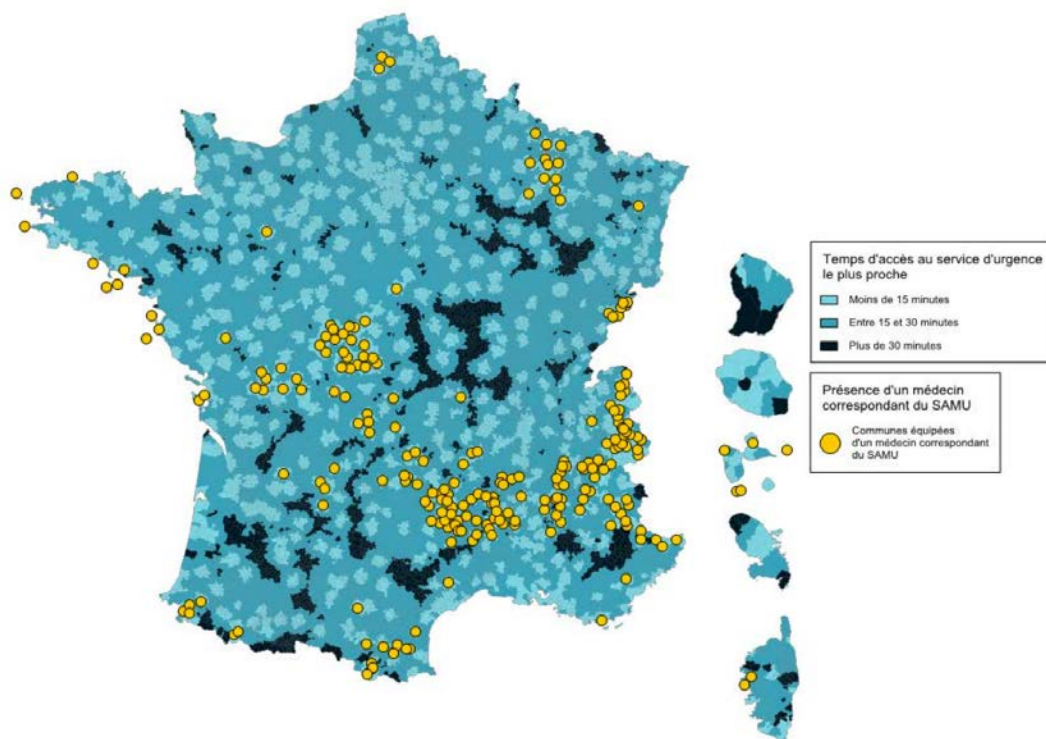 Temps d'accès au service d'urgence
le plus proche
Moins de 15 minutes
Entre 15 et 30 minutes
Plus de 30 minutes
Présence d'un médecin
correspondant du SAMU
Communes équipées
d'un médecin correspondant
du SAMU